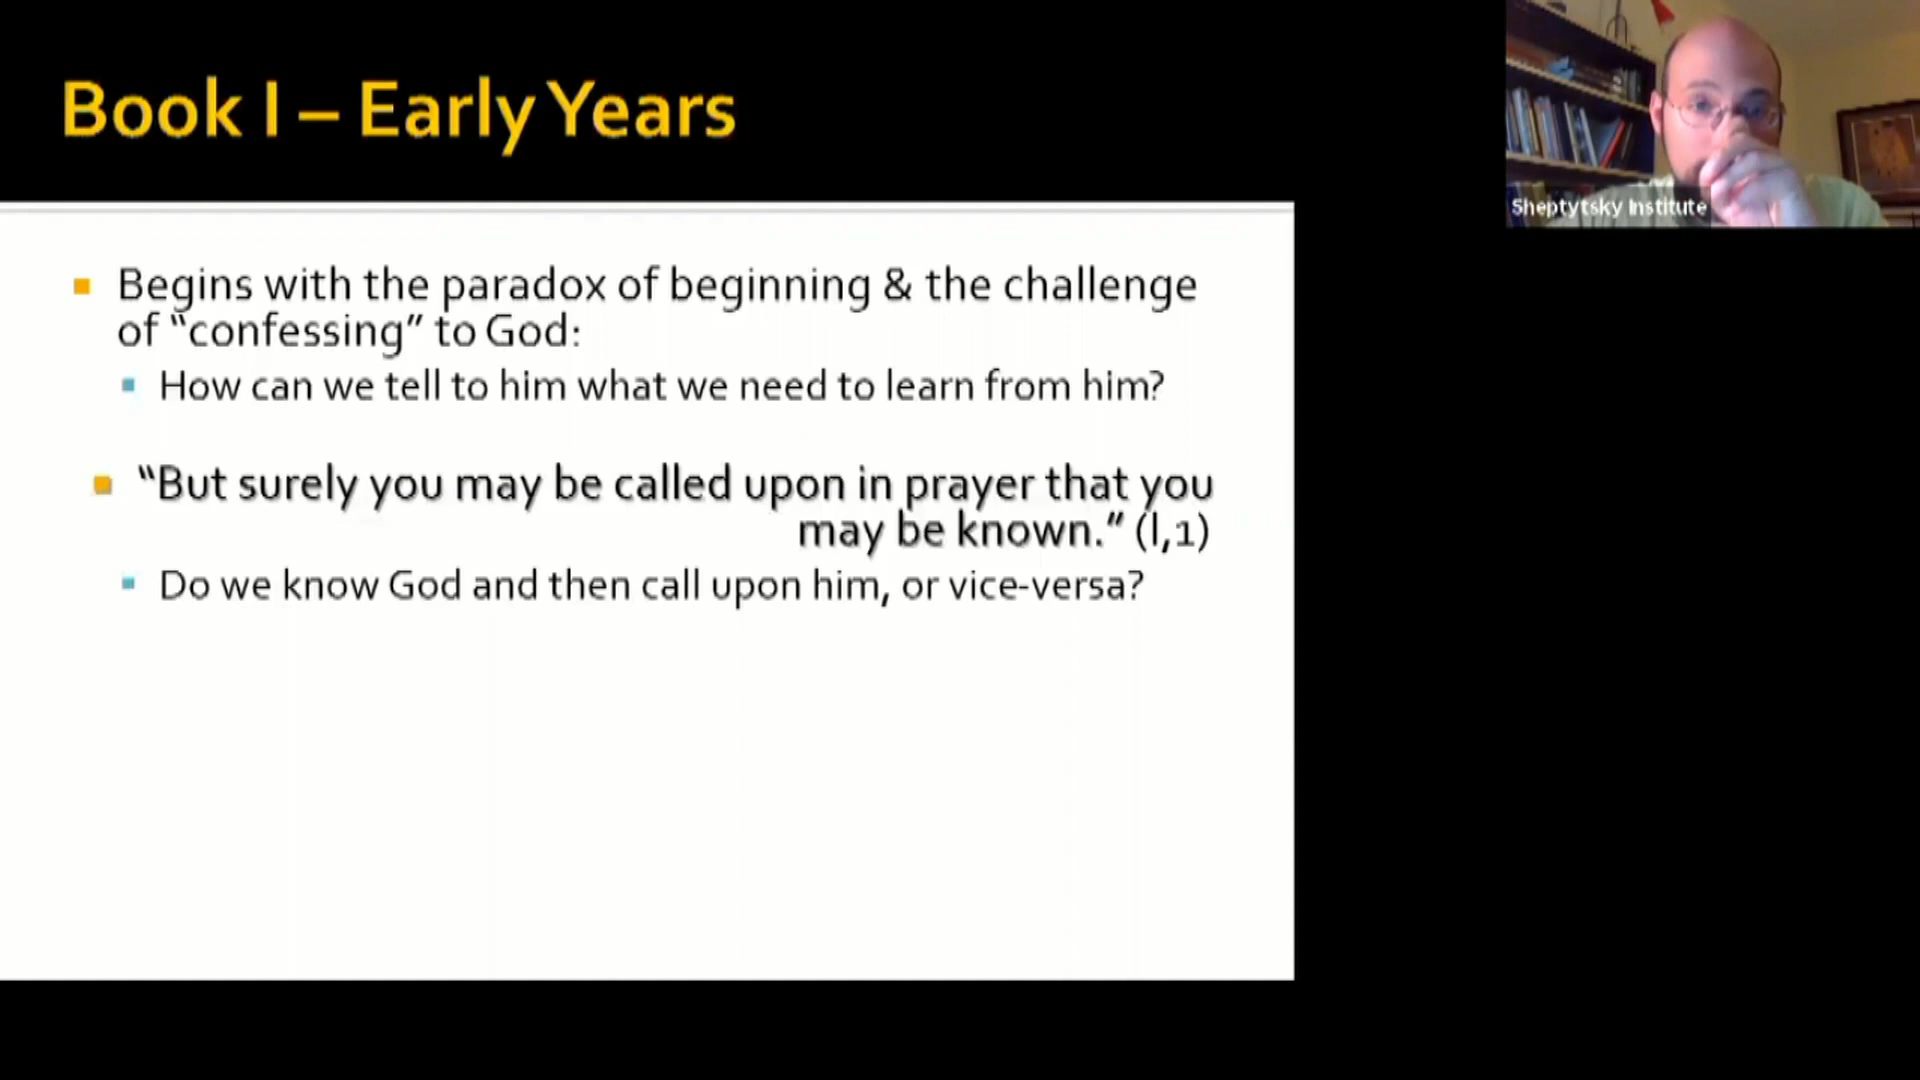 Book I – Early Years
Begins with the paradox of beginning & the challenge
of “confessing” to God:
How can we tell to him what we need to learn from him?
“But surely you may be called upon in prayer that you
may be known.” (I,1)
Do we know God and then call upon him, or vice-versa?
Sheptytsky Institute